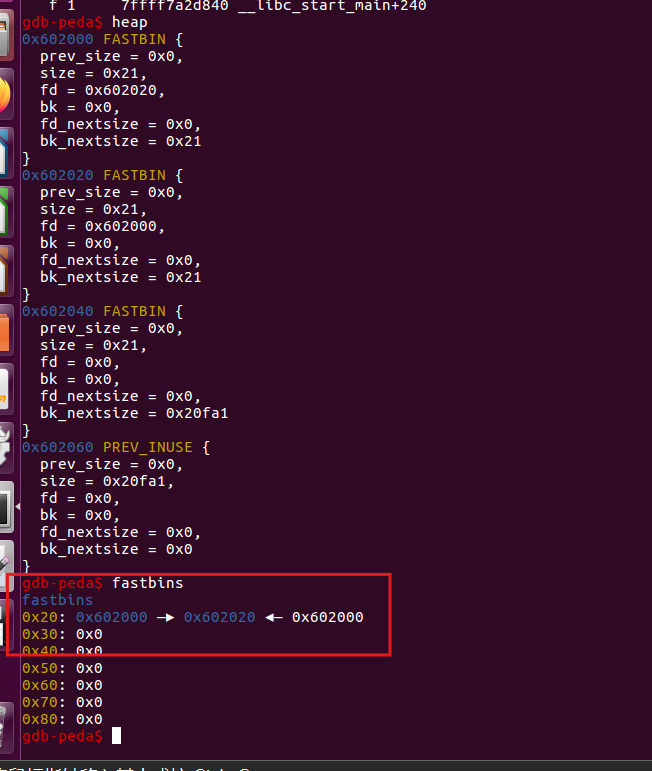 f 1     7ffff7a2d840 __libc_start_main+240
gdb-peda$ heap
0x602000 FASTBIN {
  prev_size = 0x0,
  size = 0x21,
  fd = 0x602020,
  bk = 0x0,
  fd_nextsize = 0x0,
  bk_nextsize = 0x21
}
0x602020 FASTBIN {
  prev_size = 0x0,
  size = 0x21,
  fd = 0x602000,
  bk = 0x0,
  fd_nextsize = 0x0,
  bk_nextsize = 0x21
}
0x602040 FASTBIN {
  prev_size = 0x0,
  size = 0x21,
  fd = 0x0,
  bk = 0x0,
  fd_nextsize = 0x0,
  bk_nextsize = 0x20fa1
}
0x602060 PREV_INUSE {
  prev_size = 0x0,
  size = 0x20fa1,
  fd = 0x0,
  bk = 0x0,
  fd_nextsize = 0x0,
  bk_nextsize = 0x0
}
gdb-peda$ fastbins
fastbins
0x20: 0x602000 —▸ 0x602020 ◂— 0x602000
0x30: 0x0
0x40: 0x0
0x50: 0x0
0x60: 0x0
0x70: 0x0
0x80: 0x0
gdb-peda$